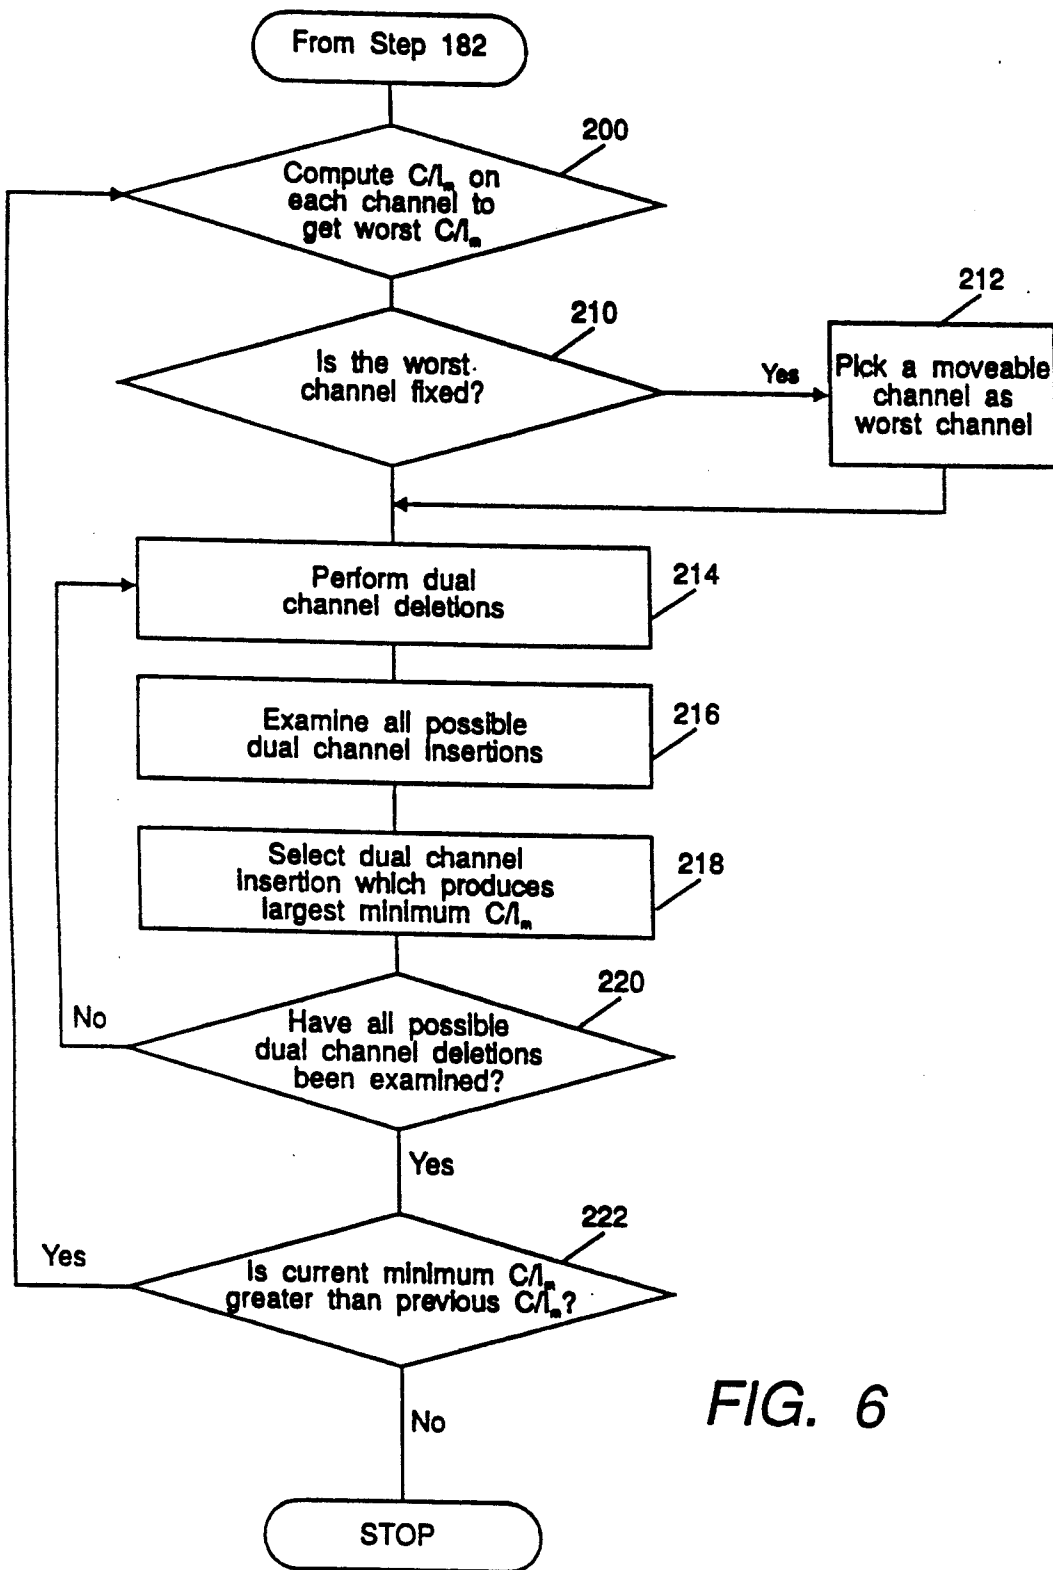 From Step 182
200
Compute C/Iₘ on
each channel to
get worst C/Iₘ
210
Is the worst
channel fixed?
Yes
212
Pick a moveable
channel as
worst channel
Perform dual
channel deletions
214
Examine all possible
dual channel insertions
216
Select dual channel
insertion which produces
largest minimum C/Iₘ
218
220
No
Have all possible
dual channel deletions
been examined?
Yes
222
Yes
Is current minimum C/Iₘ
greater than previous C/Iₘ?
No
FIG. 6
STOP